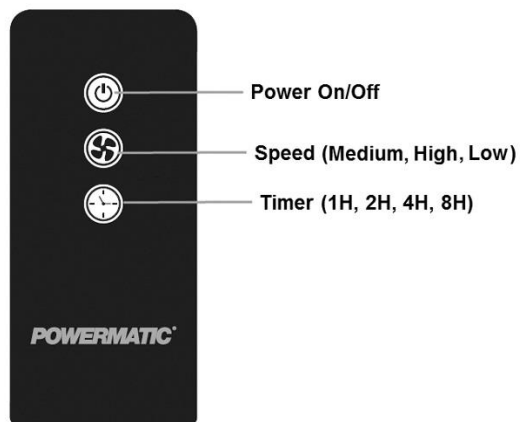 Power On/Off
Speed (Medium, High, Low)
Timer (1H, 2H, 4H, 8H)
POWERMATIC®